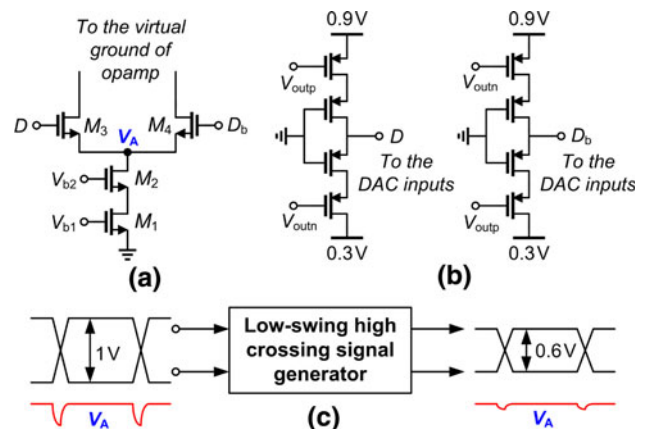 To the virtual
ground of
opamp
D
M3
VA
M4
Db
Vb2
M2
Vb1
M1
(a)
0.9V
Voutp
D
To the
DAC inputs
Voutn
0.3V
(b)
0.9V
Voutn
Db
To the
DAC inputs
Voutp
0.3V
1V
VA
Low-swing high
crossing signal
generator
(c)
0.6V
VA